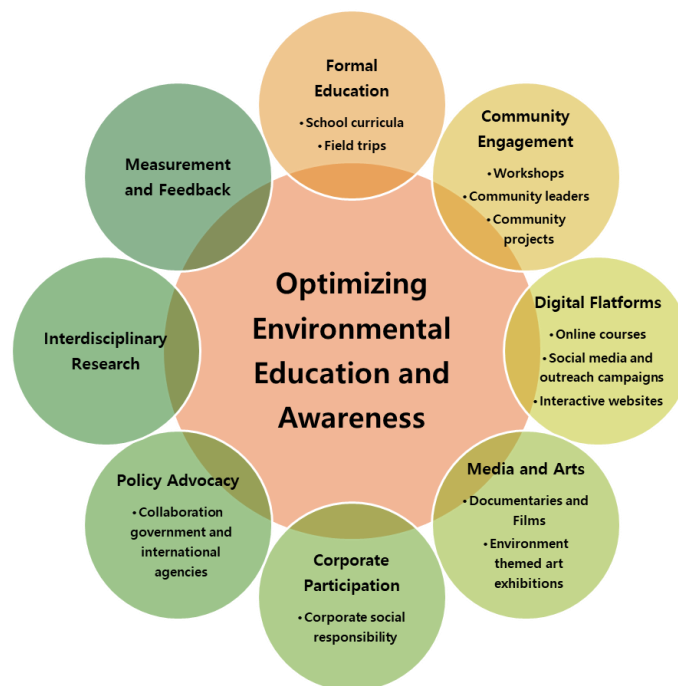 Formal
Education
• School curricula
• Field trips
Community
Engagement
• Workshops
• Community leaders
• Community
projects
Digital Flatforms
• Online courses
• Social media and
outreach campaigns
• Interactive websites
Media and Arts
• Documentaries and
Films
• Environment
themed art
exhibitions
Corporate
Participation
• Corporate social
responsibility
Policy Advocacy
• Collaboration
government and
international
agencies
Interdisciplinary
Research
Measurement
and Feedback
Optimizing
Environmental
Education and
Awareness